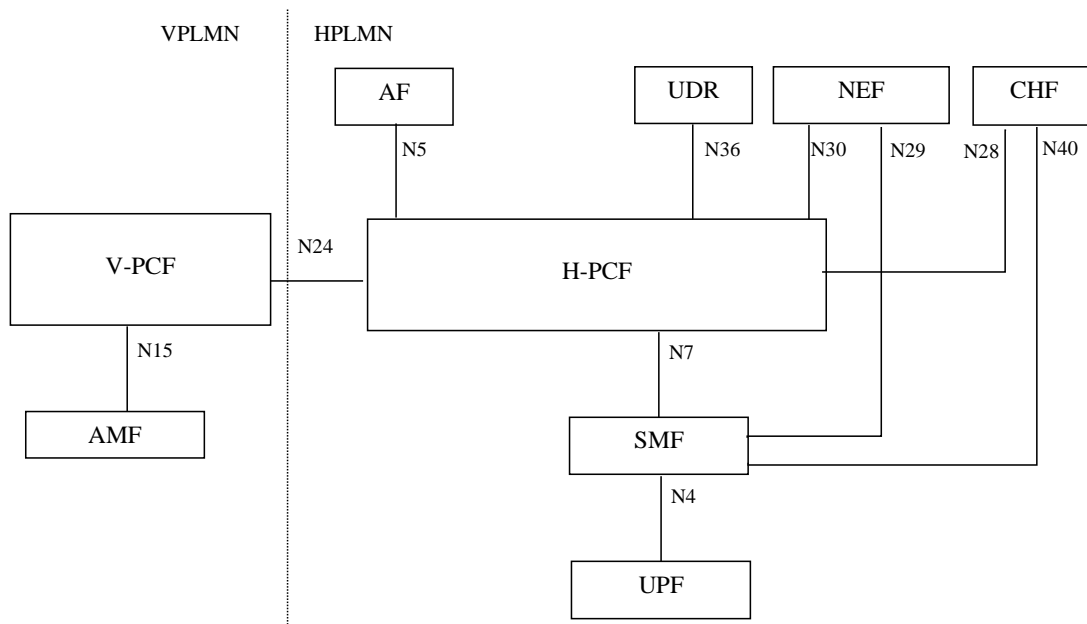 VPLMN
HPLMN
AF
UDR
NEF
CHF
N5
N36
N30
N29
N28
N40
V-PCF
N24
H-PCF
N15
N7
AMF
SMF
N4
UPF